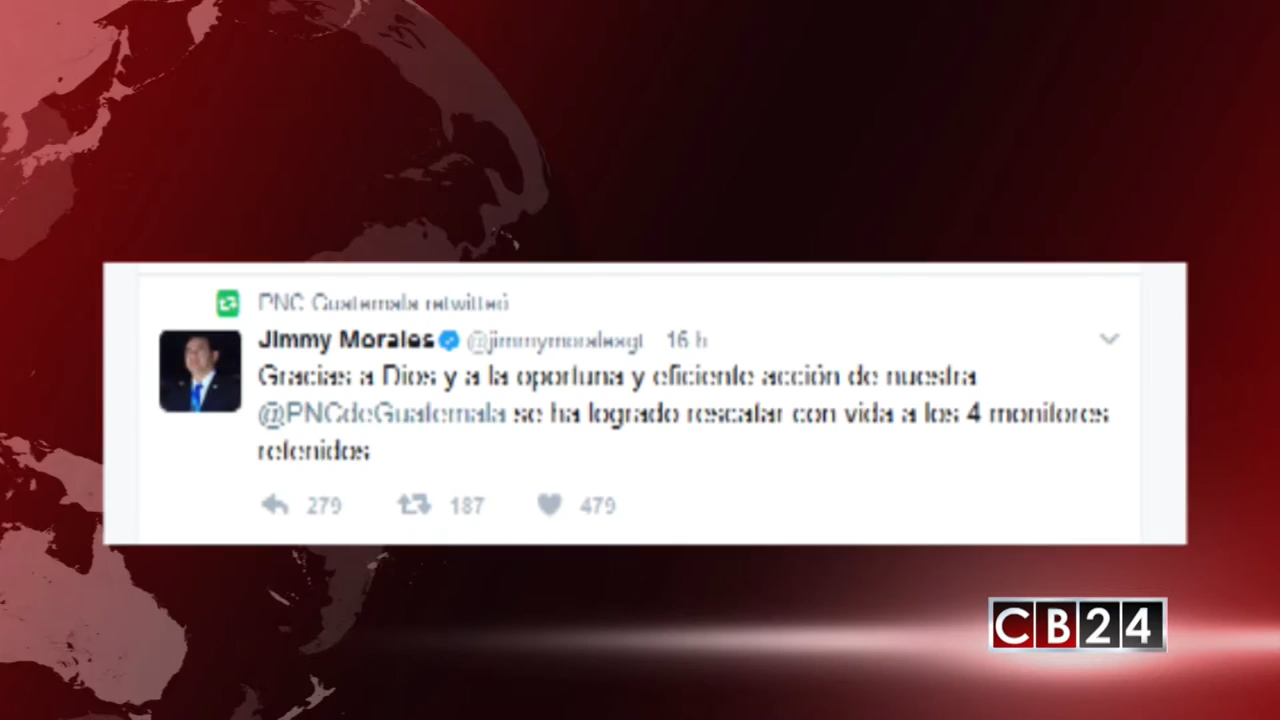 PNC Guatemala retwitteó
Jimmy Morales @jimmymoralesgt 16 h
Gracias a Dios y a la oportuna y eficiente acción de nuestra
@PNCdeGuatemala se ha logrado rescatar con vida a los 4 monitores
retenidos
279 187 479
CB24